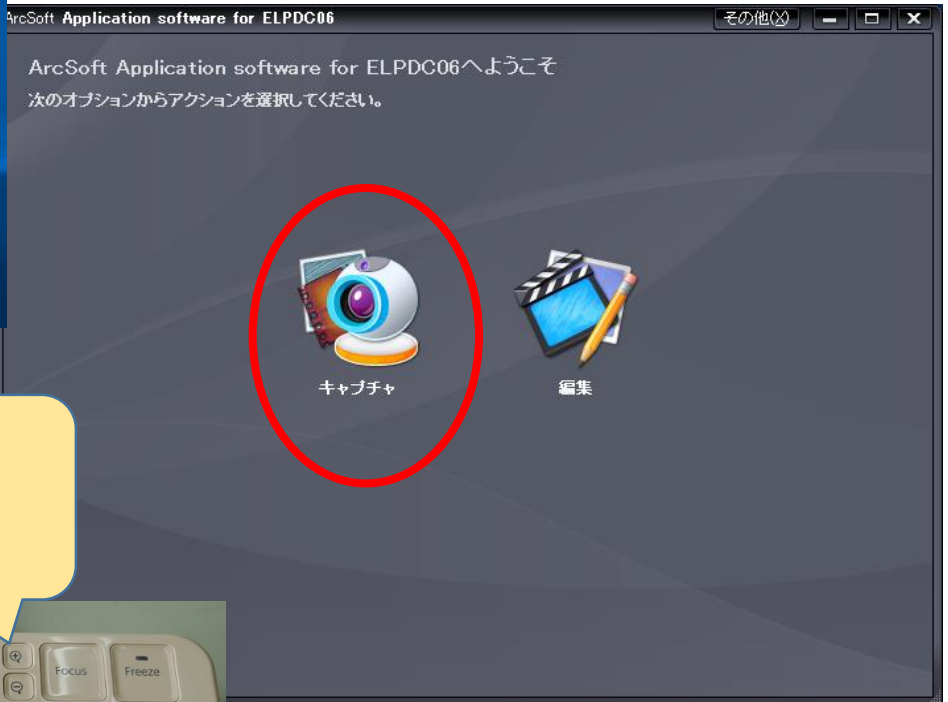 ArcSoft Application software for ELPDC06
その他(X)
ArcSoft Application software for ELPDC06へようこそ
次のオプションからアクションを選択してください。
キャプチャ
編集
Focus
Freeze